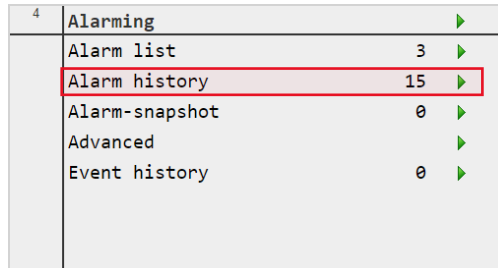 4 Alarming
Alarm list 3
Alarm history 15
Alarm-snapshot 0
Advanced
Event history 0